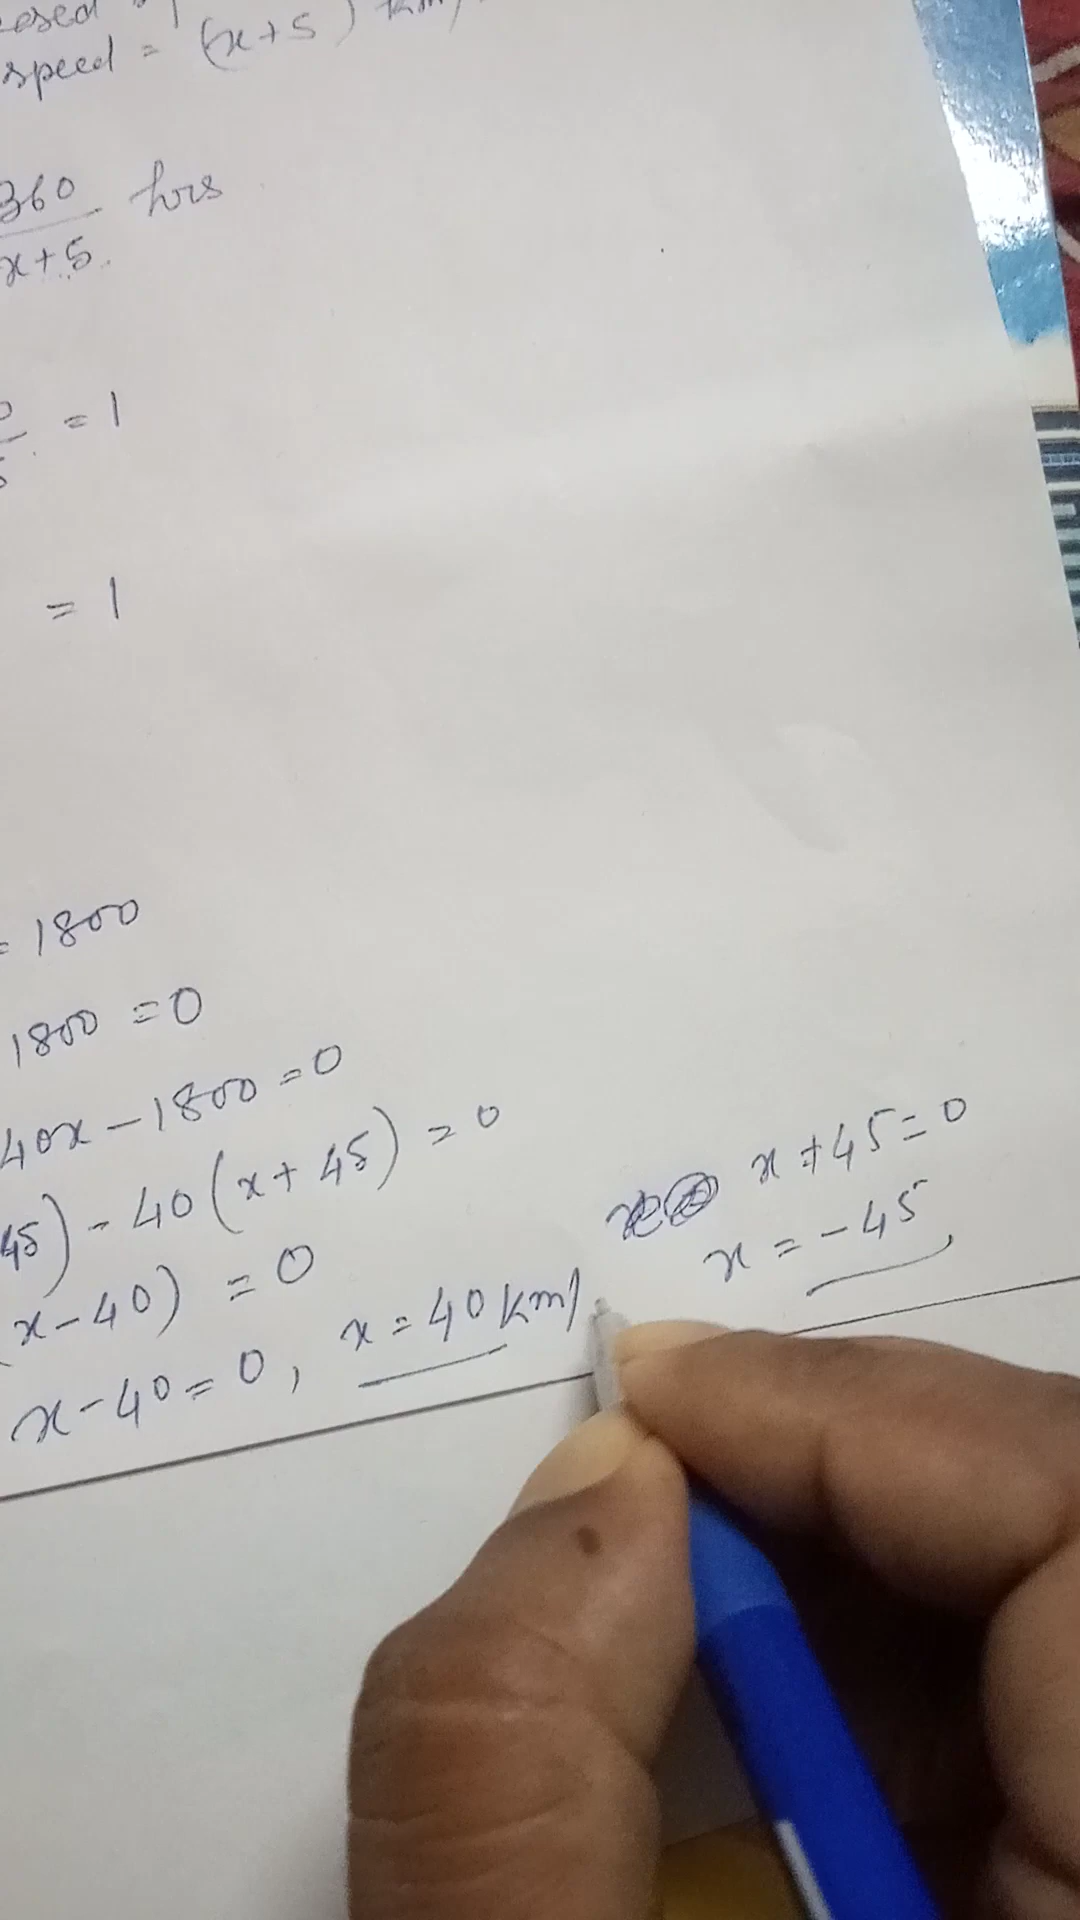 speed = (x+5) km/
360 hrs
x+5
= 1
= 1
= 1800
1800 = 0
40x - 1800 = 0
45) - 40 (x + 45) = 0
x + 45 = 0
(x - 40) = 0
x = - 45
x - 40 = 0, x = 40 km/